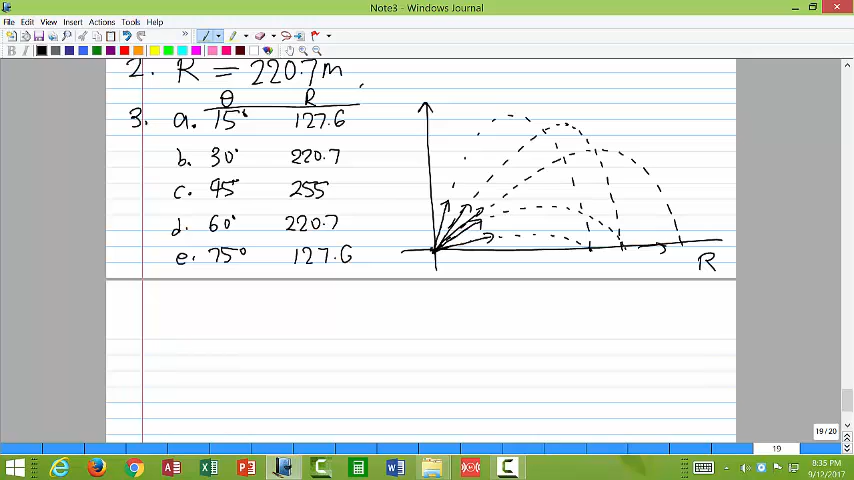 Note3 - Windows Journal
File Edit View Insert Actions Tools Help
2. R = 220.7m
θ R
3. a. 15° 127.6
b. 30° 220.7
c. 45° 255
d. 60° 220.7
e. 75° 127.6
R
19/20
19
8:35 PM
9/12/2017